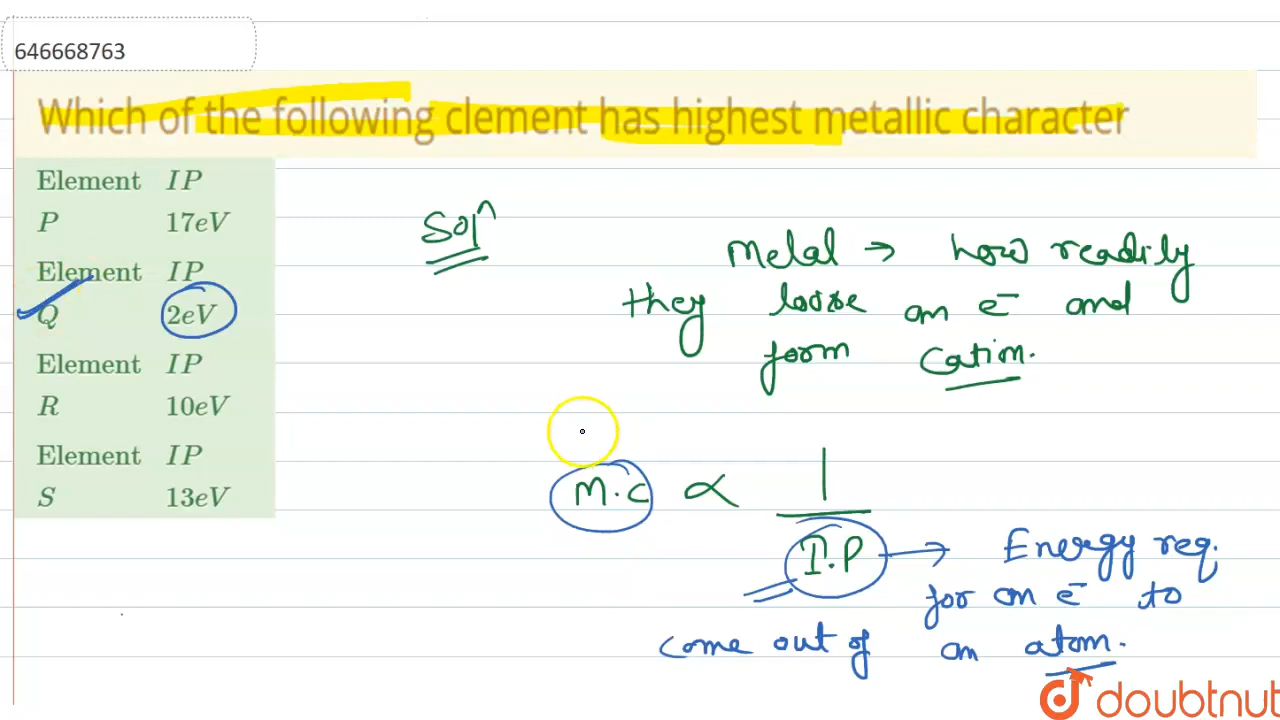 646668763
Which of the following clement has highest metallic character
Element IP
P 17eV
Element IP
Q 2eV
Element IP
R 10eV
Element IP
S 13eV
Solⁿ
Metal → how readily
they loose an e⁻ and
form Cation.
M.C ∝ 1
I.P → Energy req.
for an e⁻ to
come out of an atom.
doubtnut